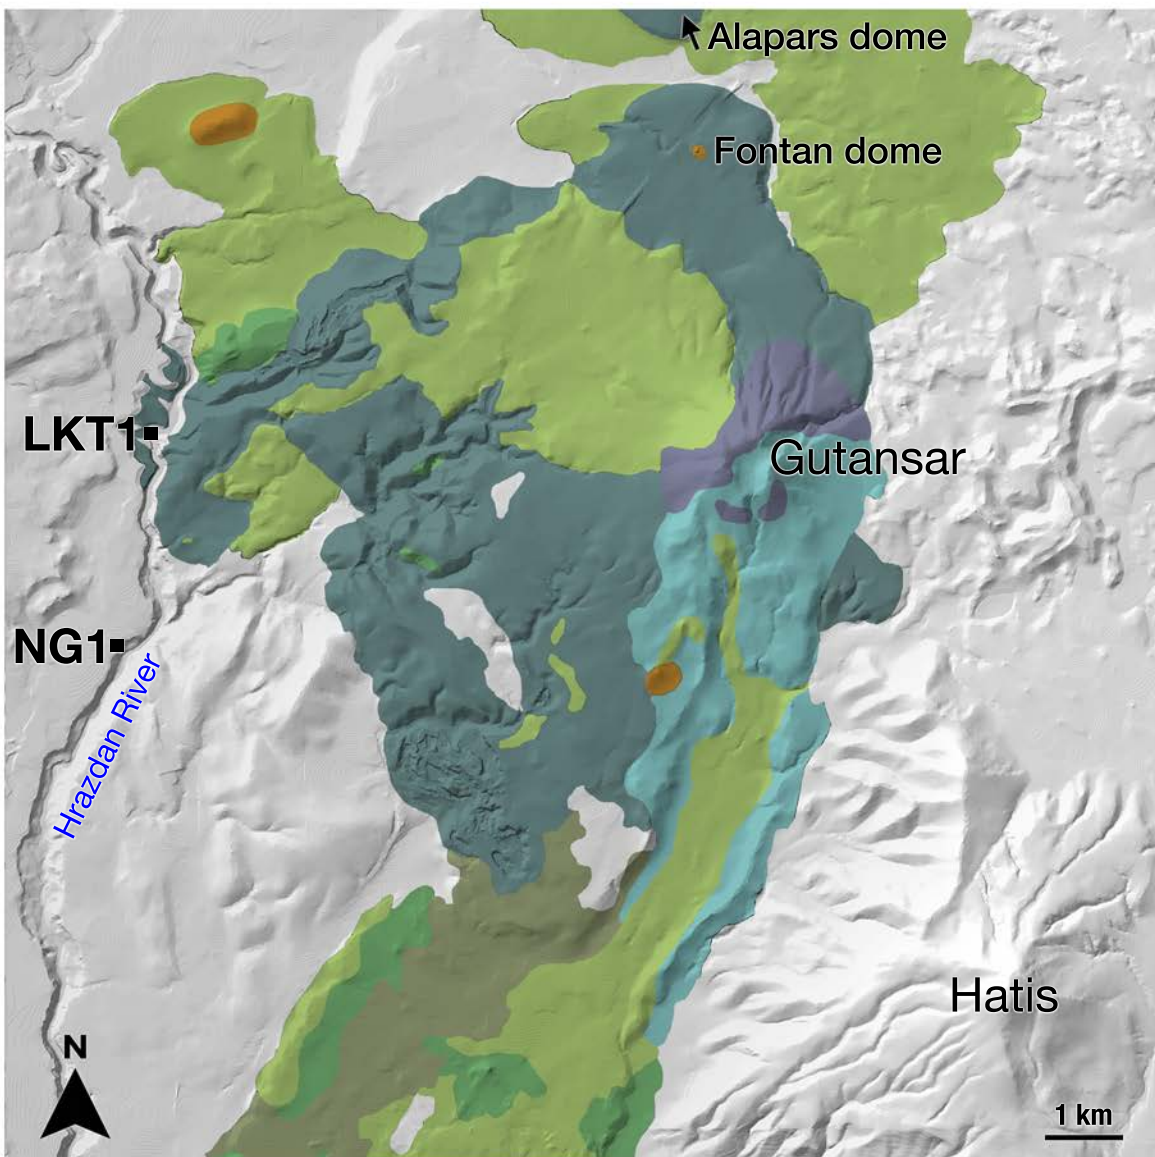 Alapars dome
Fontan dome
LKT1
Gutansar
NG1
Hrazdan River
Hatis
N
1 km